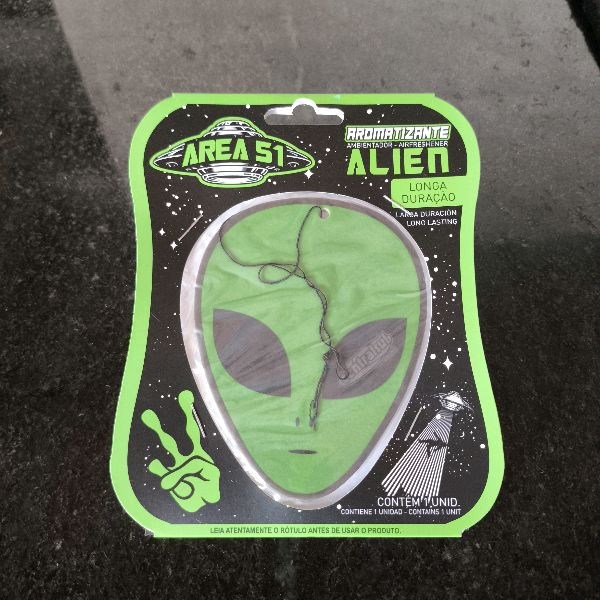 AREA 51
AROMATIZANTE
AMBIENTADOR - AIRFRESHENER
ALIEN
LONGA
DURAÇÃO
LARGA DURACIÓN
LONG LASTING
CONTÉM 1 UNID.
CONTIENE 1 UNIDAD - CONTAINS 1 UNIT
LEIA ATENTAMENTE O RÓTULO ANTES DE USAR O PRODUTO.